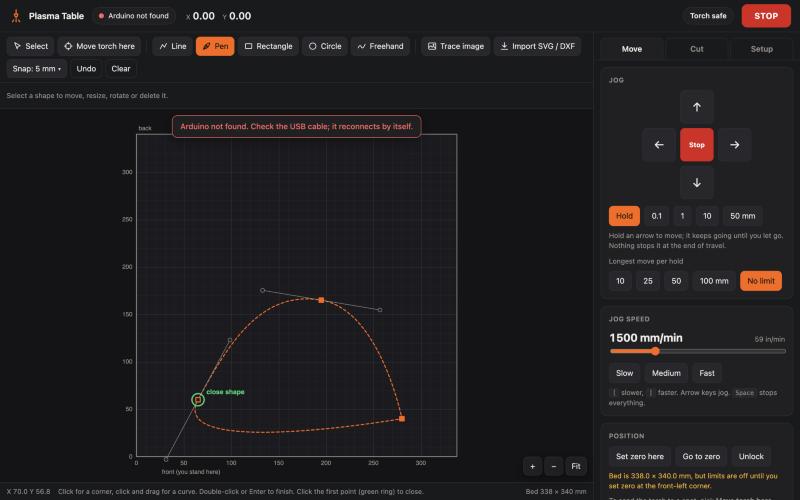 Plasma Table
Arduino not found
X 0.00 Y 0.00
Torch safe
STOP
Select
Move torch here
Line
Pen
Rectangle
Circle
Freehand
Trace image
Import SVG / DXF
Snap: 5 mm
Undo
Clear
Select a shape to move, resize, rotate or delete it.
Arduino not found. Check the USB cable; it reconnects by itself.
back
300
250
200
150
100
50
0
close shape
0 50 100 150 200 250 300
front (you stand here)
+ − Fit
X 70.0 Y 56.8 Click for a corner, click and drag for a curve. Double-click or Enter to finish. Click the first point (green ring) to close.
Bed 338 × 340 mm
Move
Cut
Setup
JOG
Stop
Hold
0.1
1
10
50 mm
Hold an arrow to move; it keeps going until you let go.
Nothing stops it at the end of travel.
Longest move per hold
10
25
50
100 mm
No limit
JOG SPEED
1500 mm/min
59 in/min
Slow
Medium
Fast
[ slower, ] faster. Arrow keys jog. Space stops
everything.
POSITION
Set zero here
Go to zero
Unlock
Bed is 338.0 × 340.0 mm, but limits are off until you
set zero at the front-left corner.